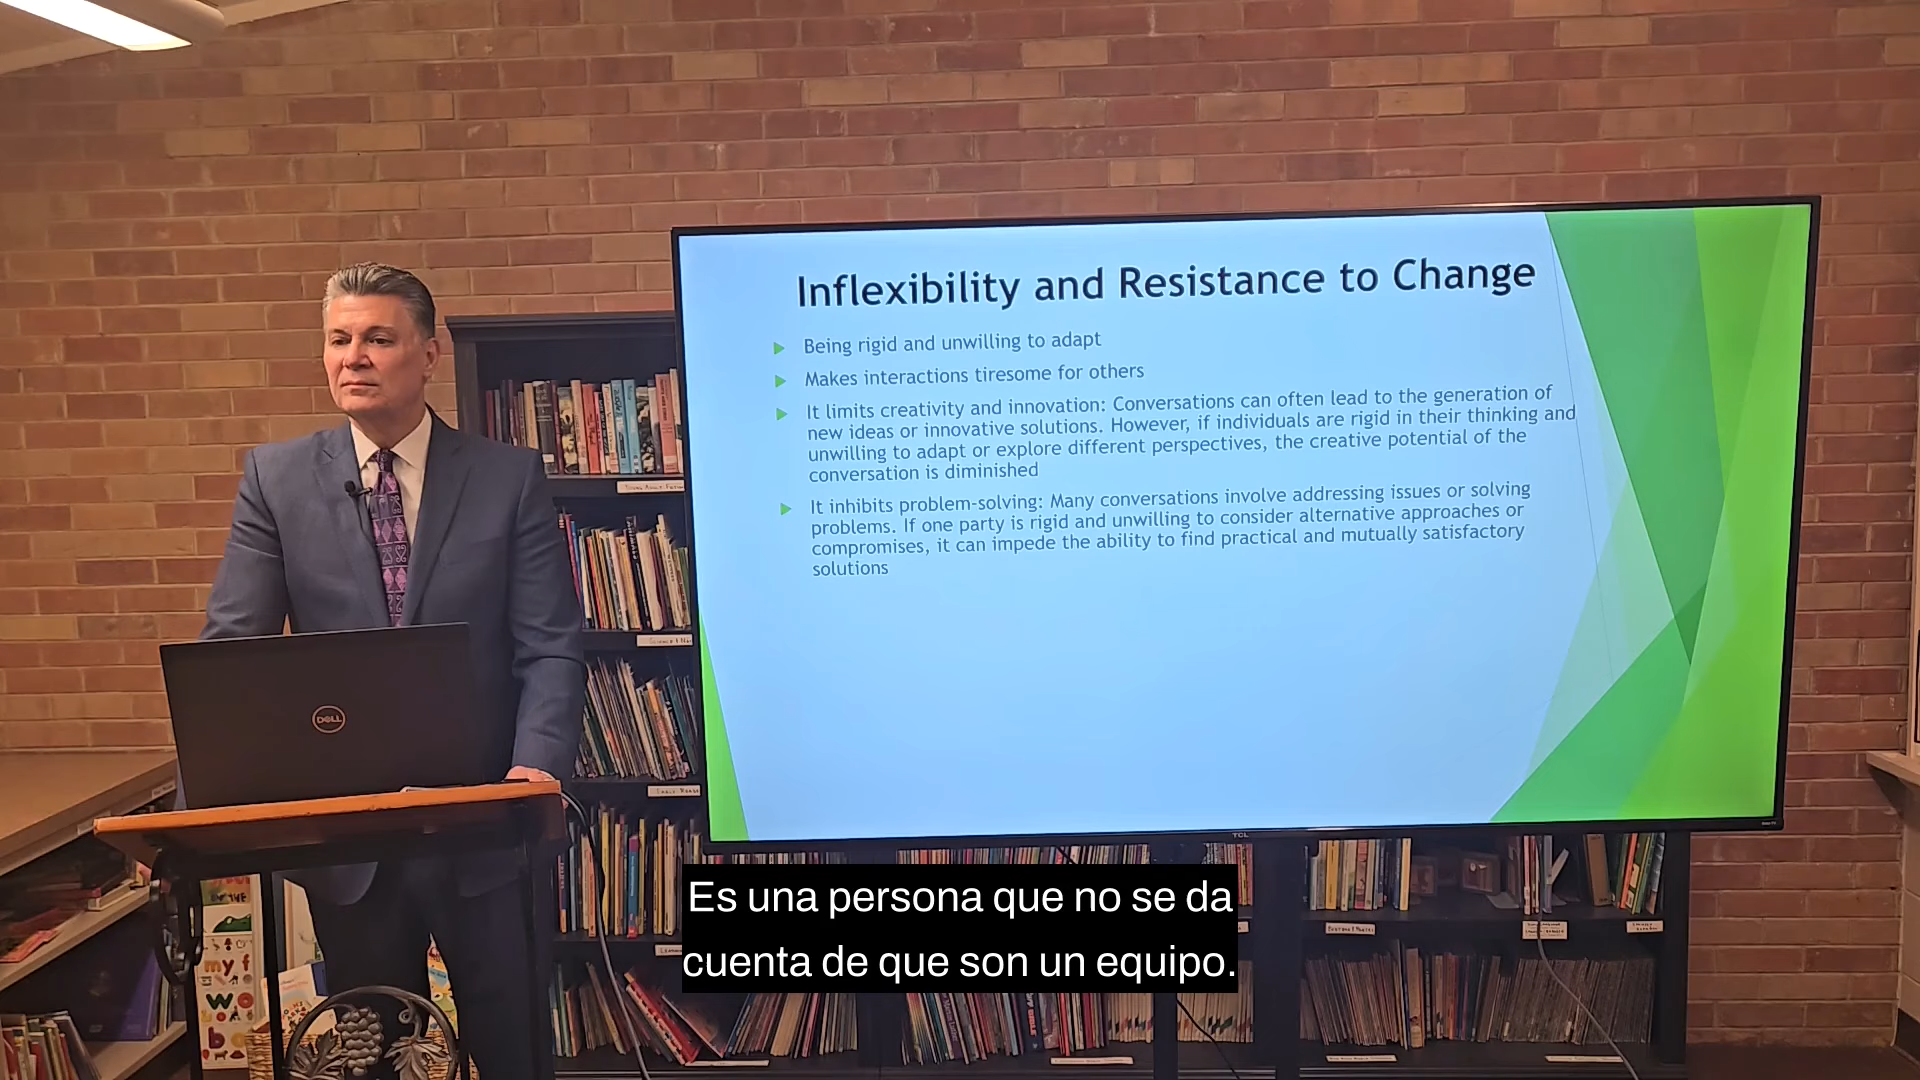 Inflexibility and Resistance to Change
Being rigid and unwilling to adapt
Makes interactions tiresome for others
It limits creativity and innovation: Conversations can often lead to the generation of
new ideas or innovative solutions. However, if individuals are rigid in their thinking and
unwilling to adapt or explore different perspectives, the creative potential of the
conversation is diminished
It inhibits problem-solving: Many conversations involve addressing issues or solving
problems. If one party is rigid and unwilling to consider alternative approaches or
compromises, it can impede the ability to find practical and mutually satisfactory
solutions
DELL
TCL
Es una persona que no se da
cuenta de que son un equipo.